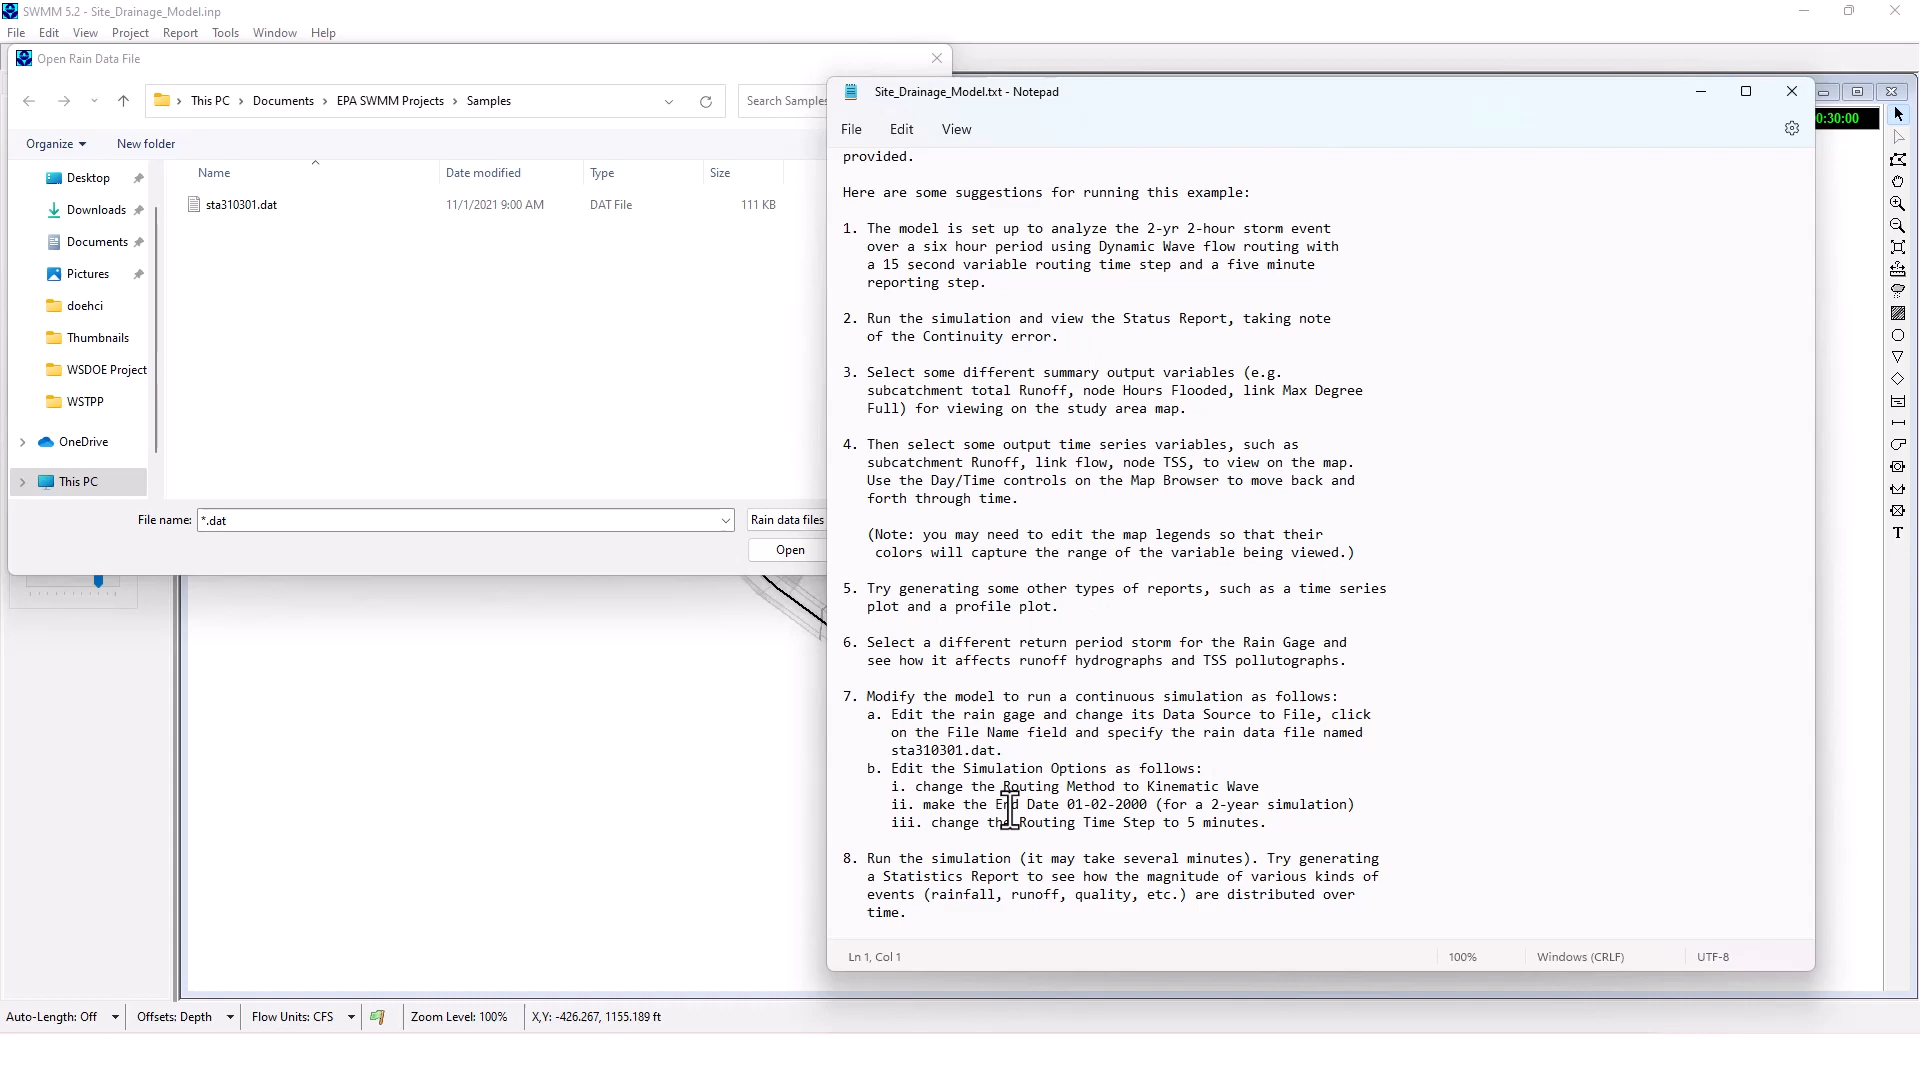 SWMM 5.2 - Site_Drainage_Model.inp
File Edit View Project Report Tools Window Help
Open Rain Data File
This PC > Documents > EPA SWMM Projects > Samples
Search Samples
Organize New folder
Name Date modified Type Size
sta310301.dat 11/1/2021 9:00 AM DAT File 111 KB
Desktop
Downloads
Documents
Pictures
doehci
Thumbnails
WSDOE Project
WSTPP
OneDrive
This PC
File name: *.dat Rain data files
Open
Site_Drainage_Model.txt - Notepad
File Edit View
0:30:00
T
provided.
Here are some suggestions for running this example:
1. The model is set up to analyze the 2-yr 2-hour storm event
over a six hour period using Dynamic Wave flow routing with
a 15 second variable routing time step and a five minute
reporting step.
2. Run the simulation and view the Status Report, taking note
of the Continuity error.
3. Select some different summary output variables (e.g.
subcatchment total Runoff, node Hours Flooded, link Max Degree
Full) for viewing on the study area map.
4. Then select some output time series variables, such as
subcatchment Runoff, link flow, node TSS, to view on the map.
Use the Day/Time controls on the Map Browser to move back and
forth through time.
(Note: you may need to edit the map legends so that their
colors will capture the range of the variable being viewed.)
5. Try generating some other types of reports, such as a time series
plot and a profile plot.
6. Select a different return period storm for the Rain Gage and
see how it affects runoff hydrographs and TSS pollutographs.
7. Modify the model to run a continuous simulation as follows:
a. Edit the rain gage and change its Data Source to File, click
on the File Name field and specify the rain data file named
sta310301.dat.
b. Edit the Simulation Options as follows:
i. change the Routing Method to Kinematic Wave
ii. make the End Date 01-02-2000 (for a 2-year simulation)
iii. change the Routing Time Step to 5 minutes.
8. Run the simulation (it may take several minutes). Try generating
a Statistics Report to see how the magnitude of various kinds of
events (rainfall, runoff, quality, etc.) are distributed over
time.
Ln 1, Col 1 100% Windows (CRLF) UTF-8
Auto-Length: Off Offsets: Depth Flow Units: CFS Zoom Level: 100% X,Y: -426.267, 1155.189 ft